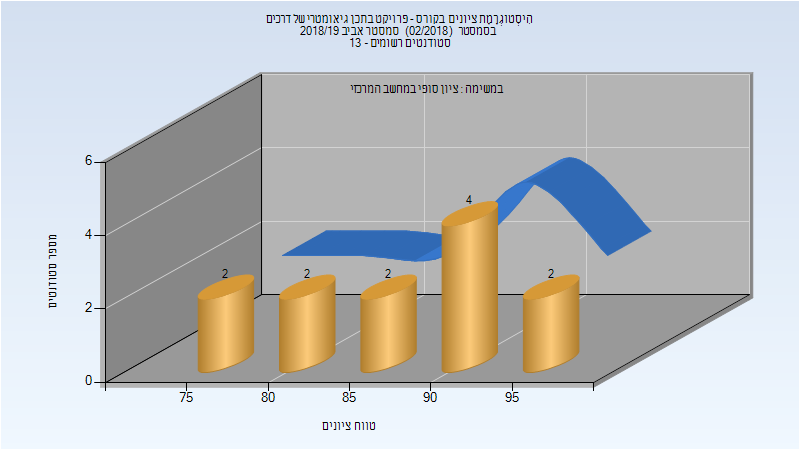 היסטוגרמת ציונים בקורס - פרויקט בתכן גיאומטרי של דרכים
בסמסטר (02/2018) סמסטר אביב 2018/19
סטודנטים רשומים - 13
במשימה : ציון סופי במחשב המרכזי
מספר סטודנטים
6
4
2
0
2
2
2
4
2
75
80
85
90
95
טווח ציונים